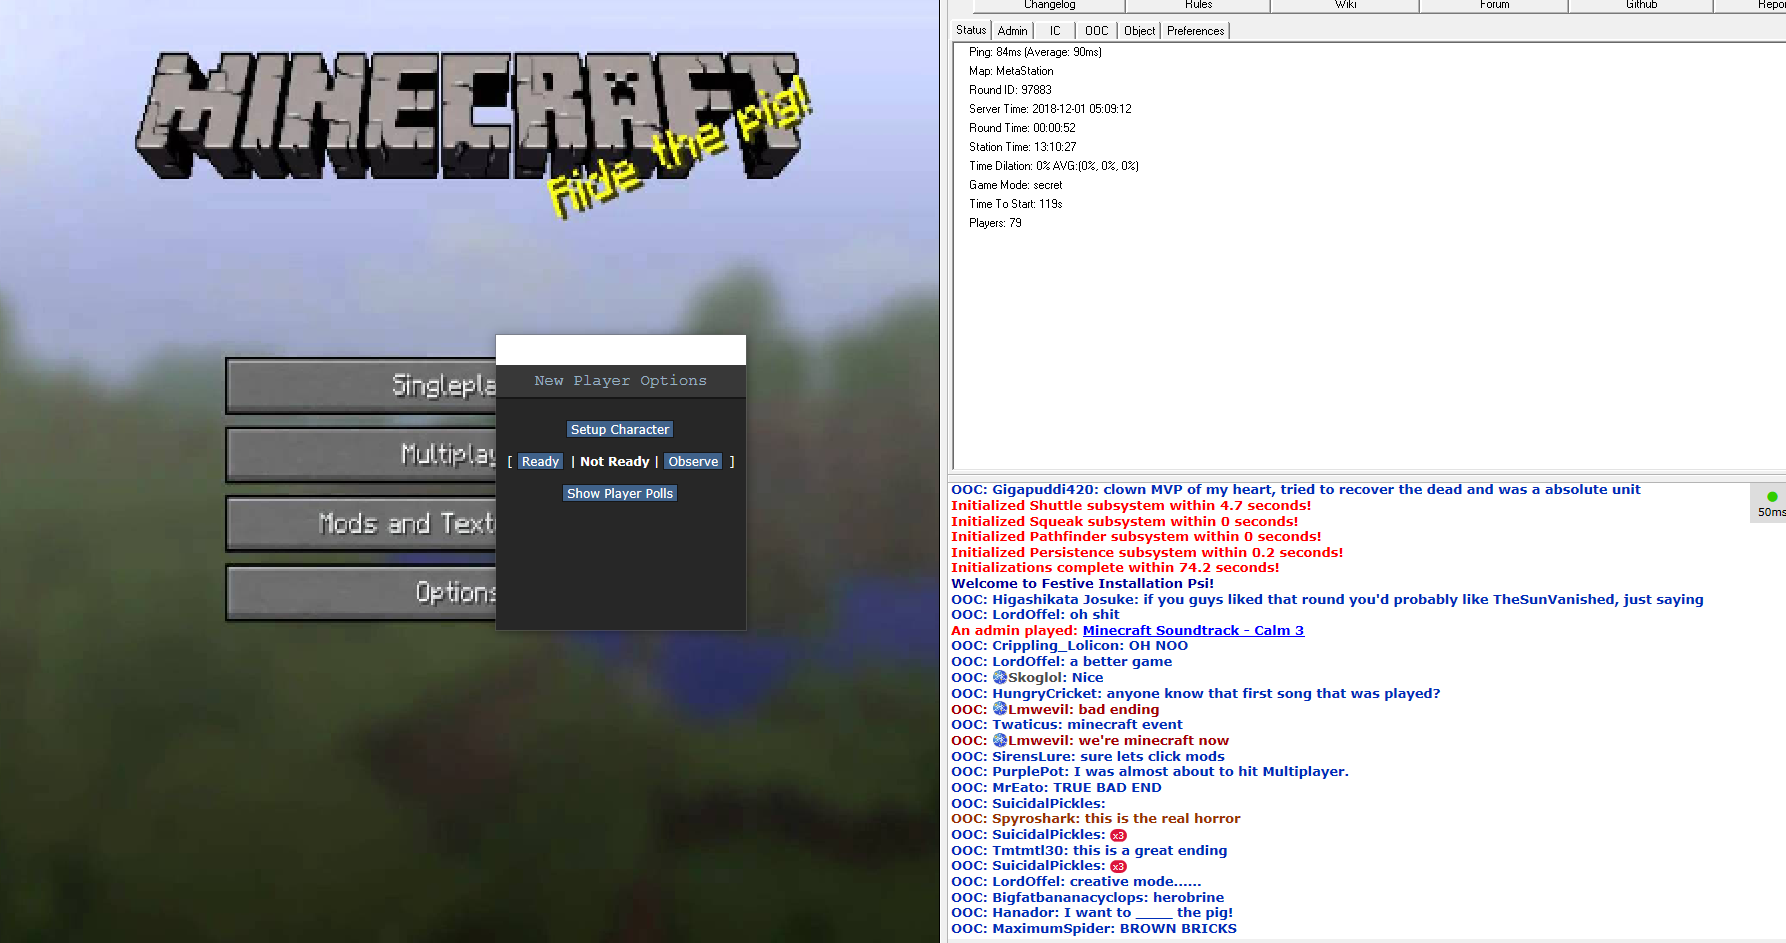 MINECRAFT
Ride the pig!
Singlepla
Multiplay
Mods and Text
Options
New Player Options
Setup Character
[ Ready | Not Ready | Observe ]
Show Player Polls
Changelog Rules Wiki Forum Github Repor
Status Admin IC OOC Object Preferences
Ping: 84ms (Average: 90ms)
Map: MetaStation
Round ID: 97883
Server Time: 2018-12-01 05:09:12
Round Time: 00:00:52
Station Time: 13:10:27
Time Dilation: 0% AVG:(0%, 0%, 0%)
Game Mode: secret
Time To Start: 119s
Players: 79
OOC: Gigapuddi420: clown MVP of my heart, tried to recover the dead and was a absolute unit
Initialized Shuttle subsystem within 4.7 seconds!
Initialized Squeak subsystem within 0 seconds!
Initialized Pathfinder subsystem within 0 seconds!
Initialized Persistence subsystem within 0.2 seconds!
Initializations complete within 74.2 seconds!
Welcome to Festive Installation Psi!
OOC: Higashikata Josuke: if you guys liked that round you'd probably like TheSunVanished, just saying
OOC: LordOffel: oh shit
An admin played: Minecraft Soundtrack - Calm 3
OOC: Crippling_Lolicon: OH NOO
OOC: LordOffel: a better game
OOC: Skoglol: Nice
OOC: HungryCricket: anyone know that first song that was played?
OOC: Lmwevil: bad ending
OOC: Twaticus: minecraft event
OOC: Lmwevil: we're minecraft now
OOC: SirensLure: sure lets click mods
OOC: PurplePot: I was almost about to hit Multiplayer.
OOC: MrEato: TRUE BAD END
OOC: SuicidalPickles:
OOC: Spyroshark: this is the real horror
OOC: SuicidalPickles: x3
OOC: Tmtmtl30: this is a great ending
OOC: SuicidalPickles: x3
OOC: LordOffel: creative mode......
OOC: Bigfatbananacyclops: herobrine
OOC: Hanador: I want to ____ the pig!
OOC: MaximumSpider: BROWN BRICKS
50ms